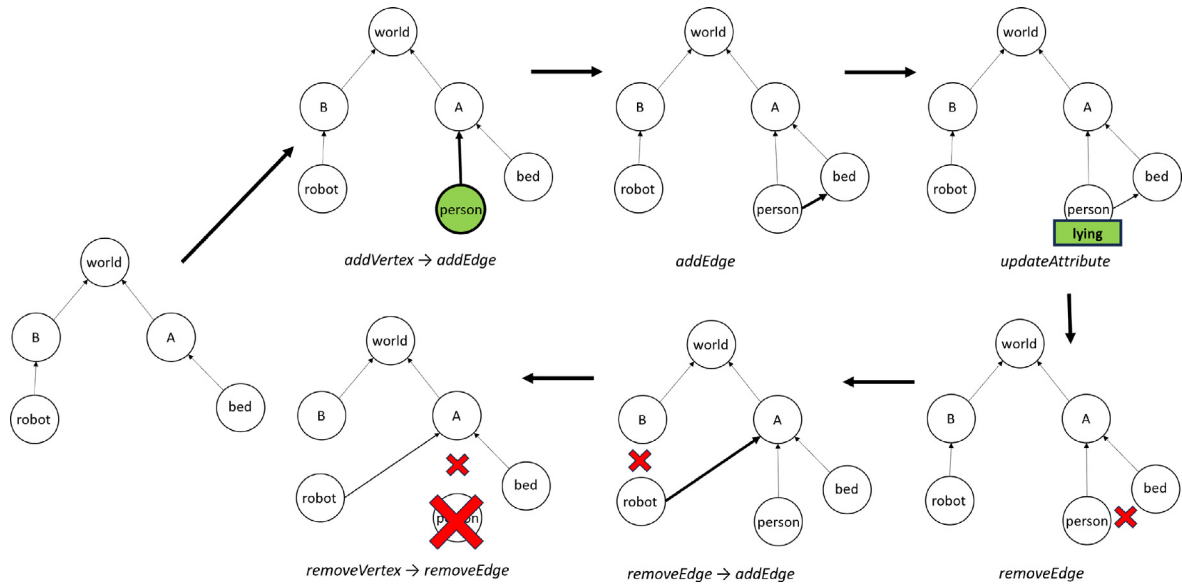 world
B
A
robot
bed
world
B
A
robot
bed
person
addVertex → addEdge
world
B
A
robot
bed
person
addEdge
world
B
A
robot
bed
person
lying
updateAttribute
world
B
A
robot
bed
person
removeEdge
world
B
A
robot
bed
person
removeEdge → addEdge
world
B
A
robot
bed
person
removeVertex → removeEdge